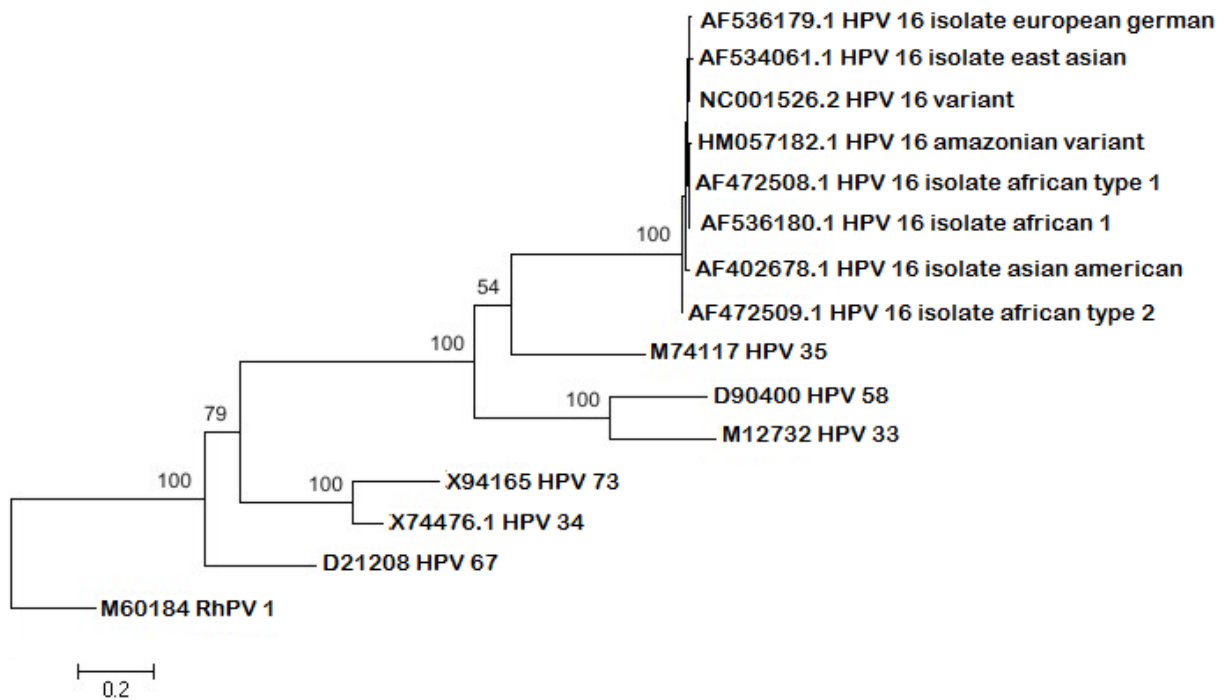 AF536179.1 HPV 16 isolate european german
AF534061.1 HPV 16 isolate east asian
NC001526.2 HPV 16 variant
HM057182.1 HPV 16 amazonian variant
AF472508.1 HPV 16 isolate african type 1
AF536180.1 HPV 16 isolate african 1
100
AF402678.1 HPV 16 isolate asian american
54
AF472509.1 HPV 16 isolate african type 2
100
M74117 HPV 35
100
D90400 HPV 58
79
M12732 HPV 33
100
100
X94165 HPV 73
X74476.1 HPV 34
D21208 HPV 67
M60184 RhPV 1
0.2